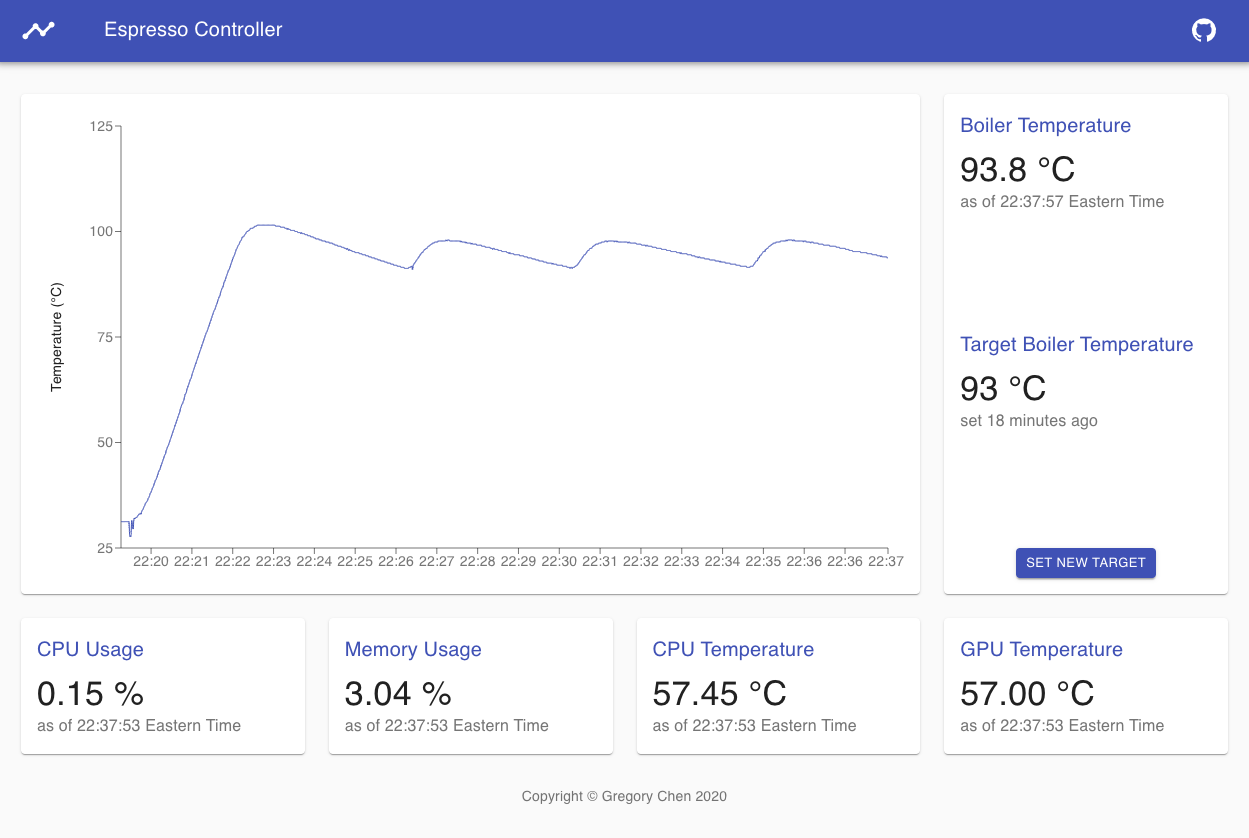 Espresso Controller
125
100
75
50
25
Temperature (°C)
22:20 22:21 22:22 22:23 22:24 22:25 22:26 22:27 22:28 22:29 22:30 22:31 22:32 22:33 22:34 22:35 22:36 22:36 22:37
Boiler Temperature
93.8 °C
as of 22:37:57 Eastern Time
Target Boiler Temperature
93 °C
set 18 minutes ago
SET NEW TARGET
CPU Usage
0.15 %
as of 22:37:53 Eastern Time
Memory Usage
3.04 %
as of 22:37:53 Eastern Time
CPU Temperature
57.45 °C
as of 22:37:53 Eastern Time
GPU Temperature
57.00 °C
as of 22:37:53 Eastern Time
Copyright © Gregory Chen 2020